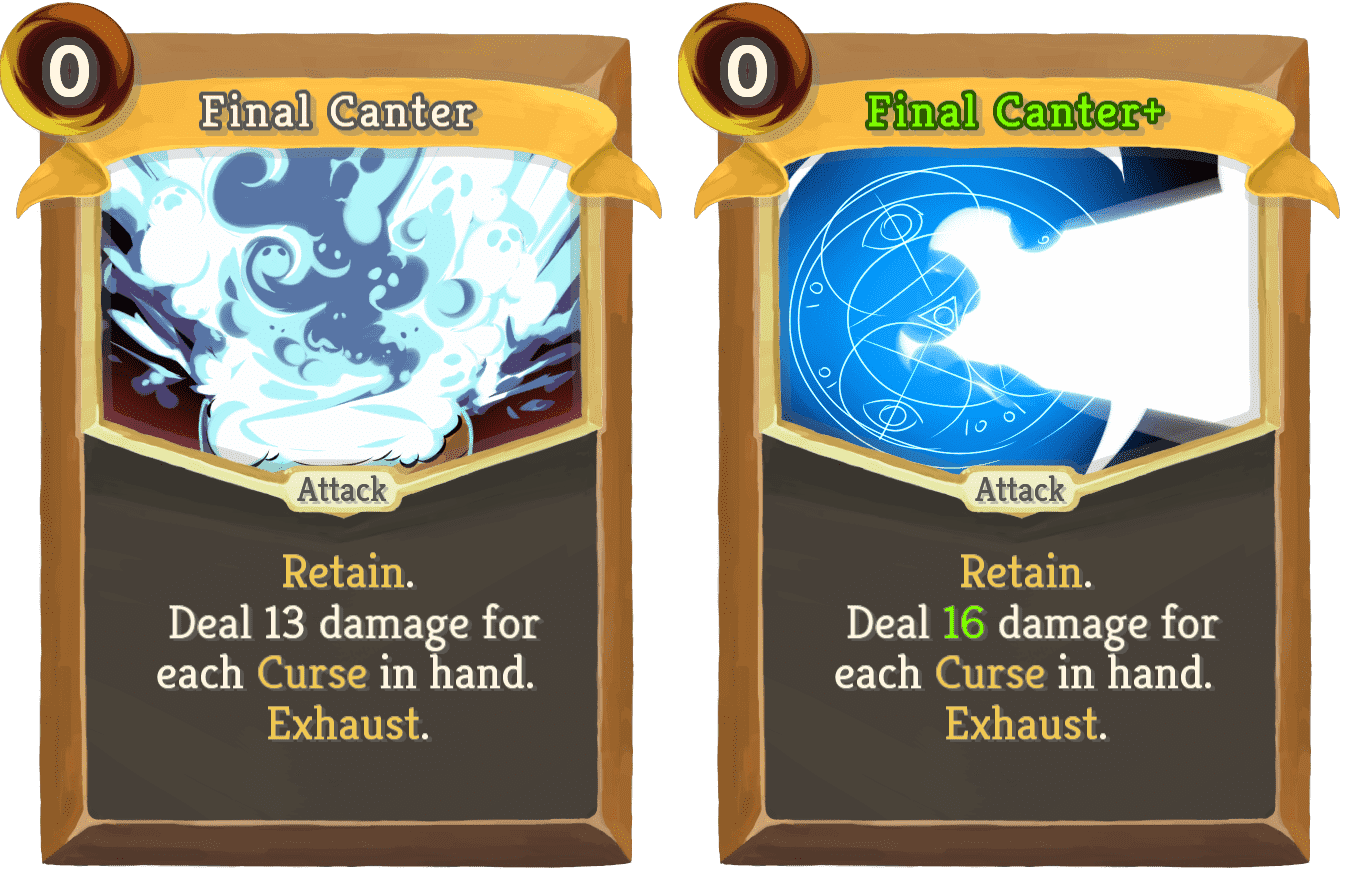 0
Final Canter
Attack
Retain.
Deal 13 damage for
each Curse in hand.
Exhaust.
0
Final Canter+
Attack
Retain.
Deal 16 damage for
each Curse in hand.
Exhaust.